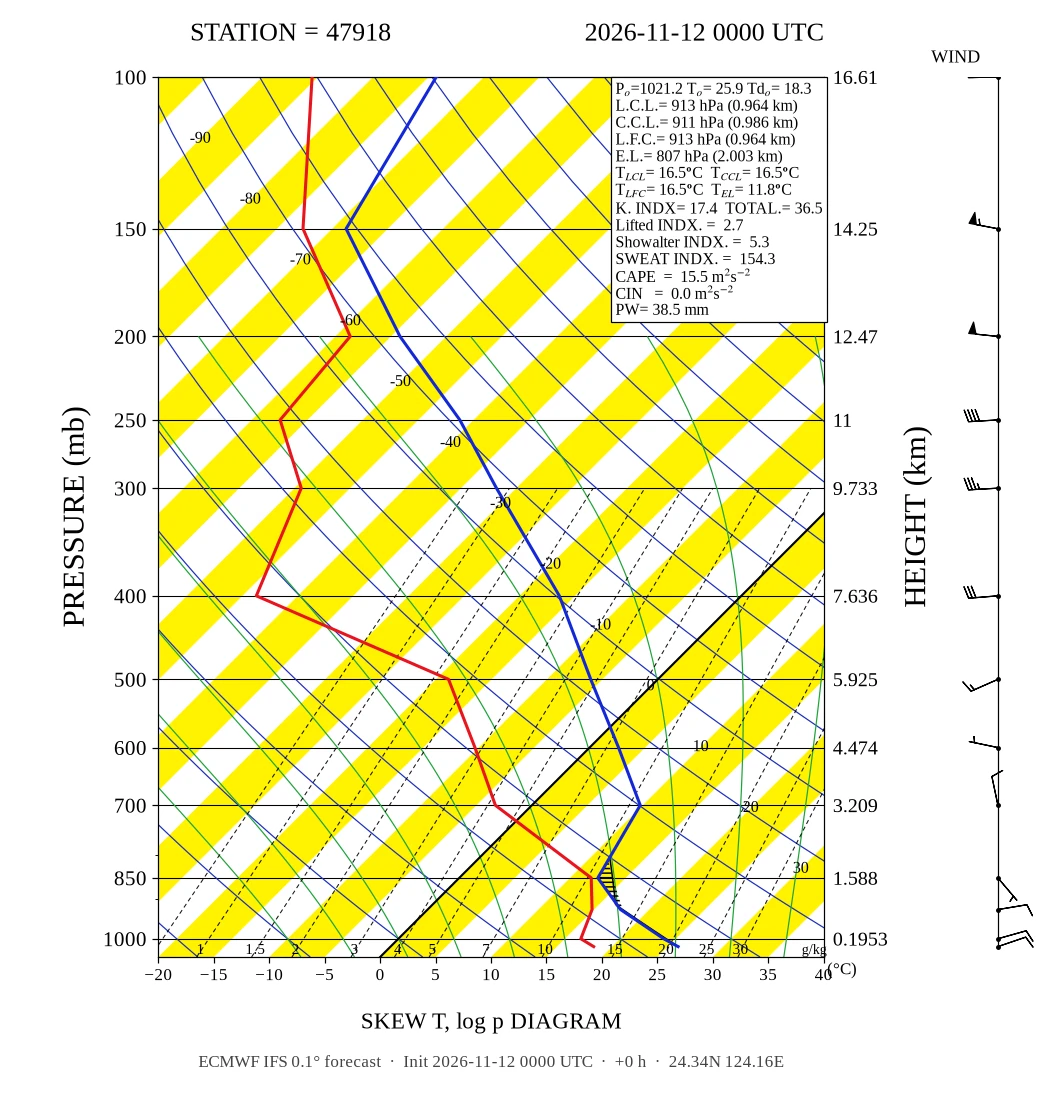 STATION = 47918
2026-11-12 0000 UTC
WIND
P_o=1021.2 T_o= 25.9 Td_o= 18.3
L.C.L.= 913 hPa (0.964 km)
C.C.L.= 911 hPa (0.986 km)
L.F.C.= 913 hPa (0.964 km)
E.L.= 807 hPa (2.003 km)
T_LCL= 16.5°C T_CCL= 16.5°C
T_LFC= 16.5°C T_EL= 11.8°C
K. INDX= 17.4 TOTAL.= 36.5
Lifted INDX. = 2.7
Showalter INDX. = 5.3
SWEAT INDX. = 154.3
CAPE = 15.5 m²s⁻²
CIN = 0.0 m²s⁻²
PW= 38.5 mm
100
150
200
250
300
400
500
600
700
850
1000
PRESSURE (mb)
-90
-80
-70
-60
-50
-40
-30
-20
-10
0
10
20
30
16.61
14.25
12.47
11
9.733
7.636
5.925
4.474
3.209
1.588
0.1953
HEIGHT (km)
1 1.5 2 3 4 5 7 10 15 20 25 30 g/kg
−20 −15 −10 −5 0 5 10 15 20 25 30 35 40
(°C)
SKEW T, log p DIAGRAM
ECMWF IFS 0.1° forecast · Init 2026-11-12 0000 UTC · +0 h · 24.34N 124.16E